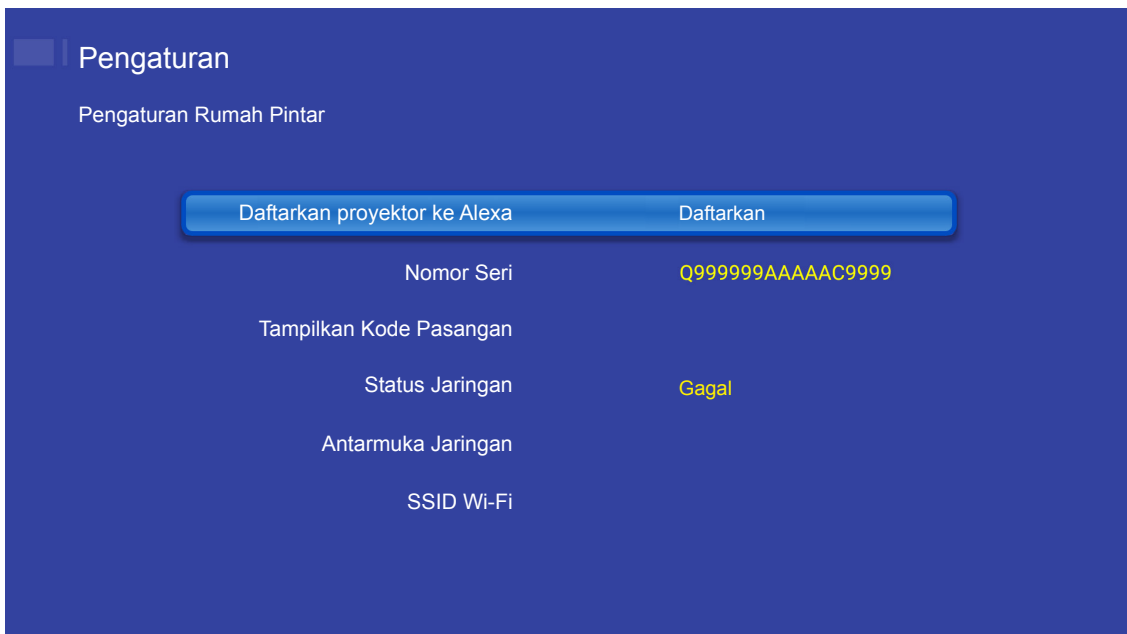 Pengaturan
Pengaturan Rumah Pintar
Daftarkan proyektor ke Alexa Daftarkan
Nomor Seri Q999999AAAAAC9999
Tampilkan Kode Pasangan
Status Jaringan Gagal
Antarmuka Jaringan
SSID Wi-Fi